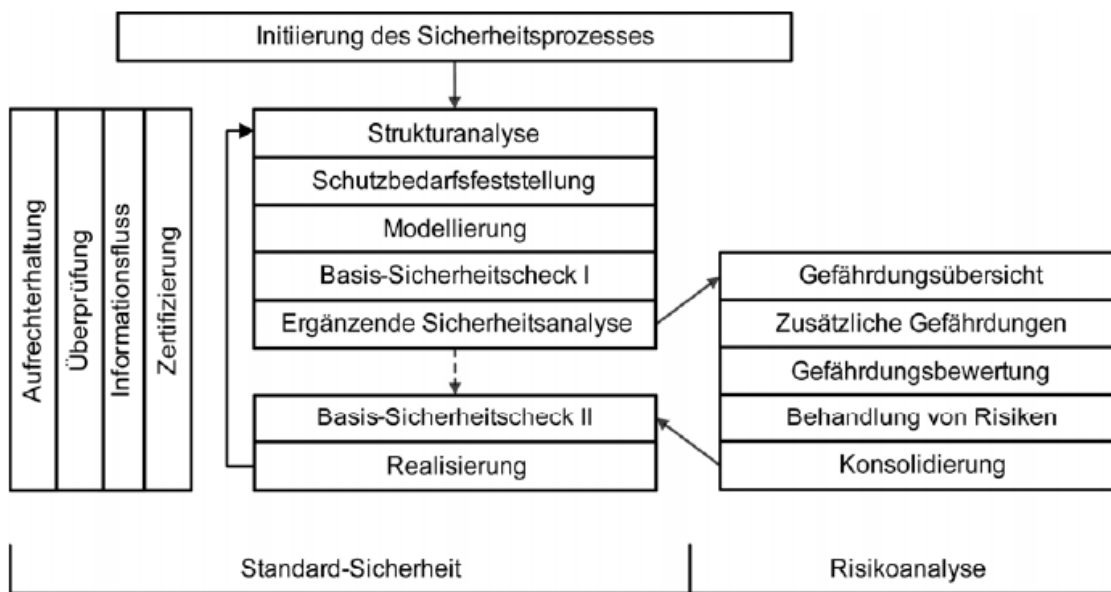 Initiierung des Sicherheitsprozesses
Aufrechterhaltung
Überprüfung
Informationsfluss
Zertifizierung
Strukturanalyse
Schutzbedarfsfeststellung
Modellierung
Basis-Sicherheitscheck I
Ergänzende Sicherheitsanalyse
Basis-Sicherheitscheck II
Realisierung
Gefährdungsübersicht
Zusätzliche Gefährdungen
Gefährdungsbewertung
Behandlung von Risiken
Konsolidierung
Standard-Sicherheit
Risikoanalyse